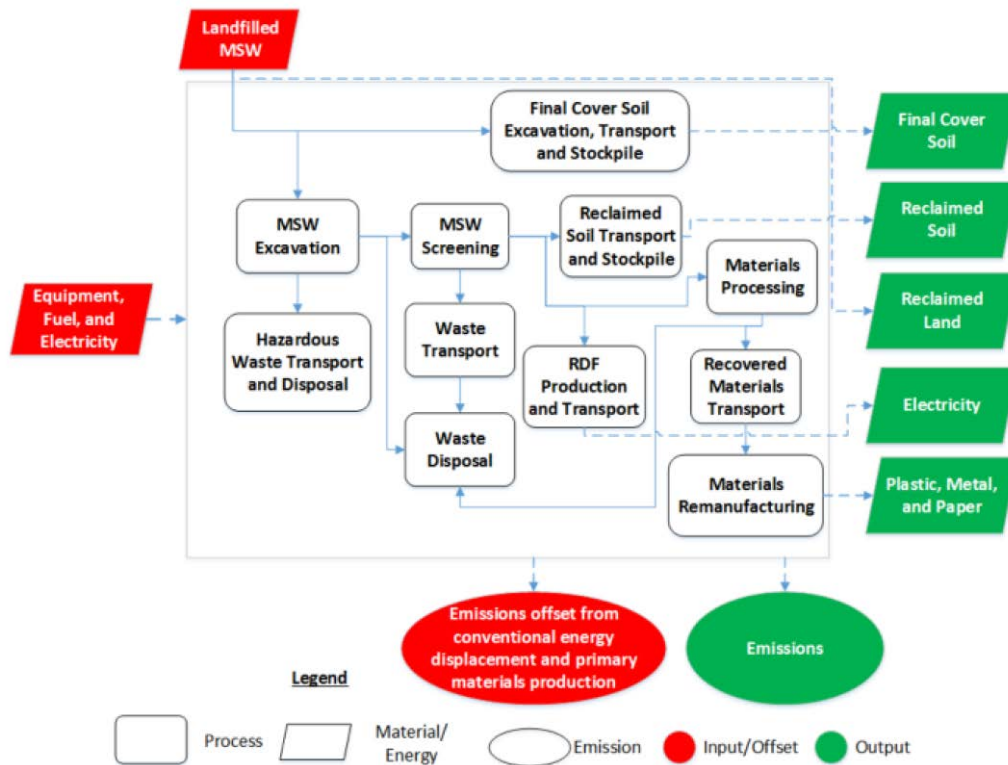 Landfilled
MSW
Final Cover Soil
Excavation, Transport
and Stockpile
Final Cover
Soil
MSW
Excavation
MSW
Screening
Reclaimed
Soil Transport
and Stockpile
Reclaimed
Soil
Materials
Processing
Equipment,
Fuel, and
Electricity
Hazardous
Waste Transport
and Disposal
Waste
Transport
RDF
Production
and Transport
Recovered
Materials
Transport
Reclaimed
Land
Electricity
Waste
Disposal
Materials
Remanufacturing
Plastic, Metal,
and Paper
Emissions offset from
conventional energy
displacement and primary
materials production
Emissions
Legend
Process
Material/
Energy
Emission
Input/Offset
Output